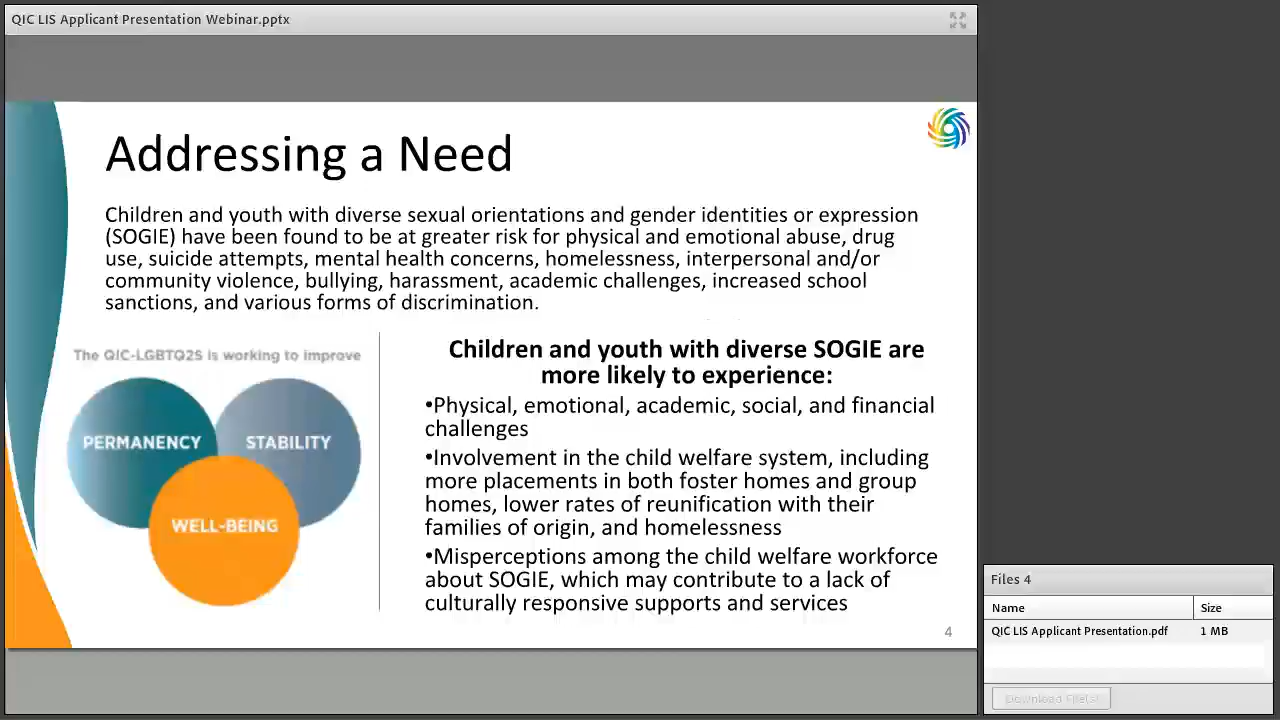 QIC LIS Applicant Presentation Webinar.pptx
Addressing a Need
Children and youth with diverse sexual orientations and gender identities or expression
(SOGIE) have been found to be at greater risk for physical and emotional abuse, drug
use, suicide attempts, mental health concerns, homelessness, interpersonal and/or
community violence, bullying, harassment, academic challenges, increased school
sanctions, and various forms of discrimination.
The QIC-LGBTQ2S is working to improve
PERMANENCY
STABILITY
WELL-BEING
Children and youth with diverse SOGIE are
more likely to experience:
•Physical, emotional, academic, social, and financial
challenges
•Involvement in the child welfare system, including
more placements in both foster homes and group
homes, lower rates of reunification with their
families of origin, and homelessness
•Misperceptions among the child welfare workforce
about SOGIE, which may contribute to a lack of
culturally responsive supports and services
4
Files 4
Name Size
QIC LIS Applicant Presentation.pdf 1 MB
Download File(s)